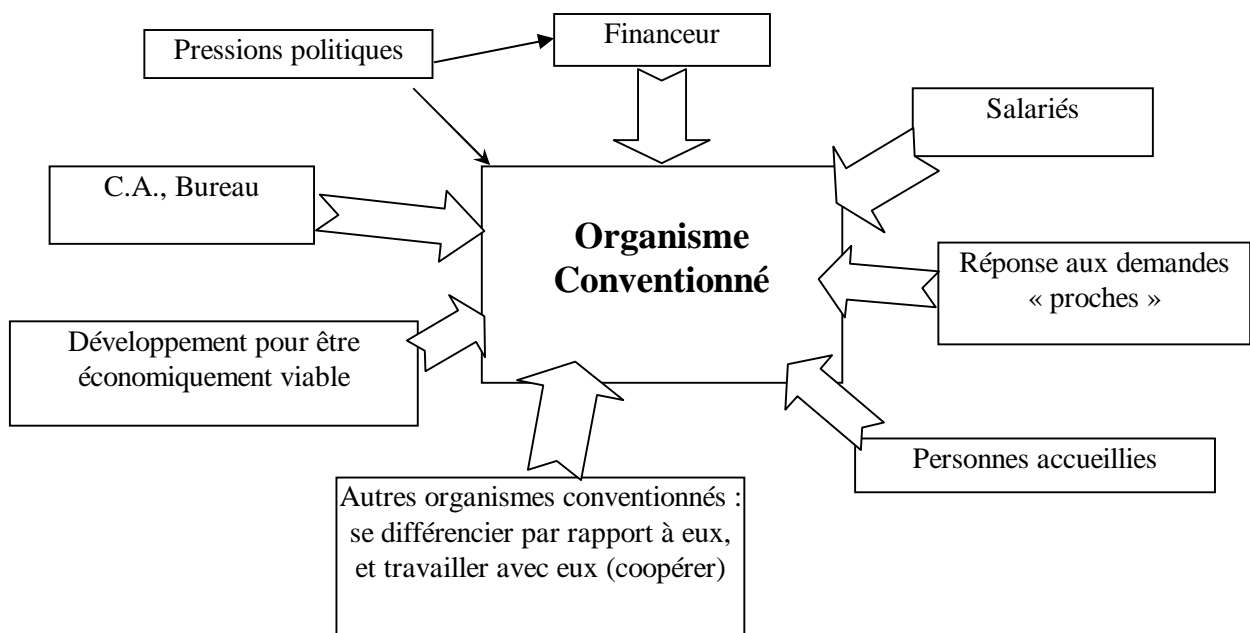 Financeur
Pressions politiques
Salariés
C.A., Bureau
Organisme
Conventionné
Réponse aux demandes
« proches »
Développement pour être
économiquement viable
Personnes accueillies
Autres organismes conventionnés :
se différencier par rapport à eux,
et travailler avec eux (coopérer)